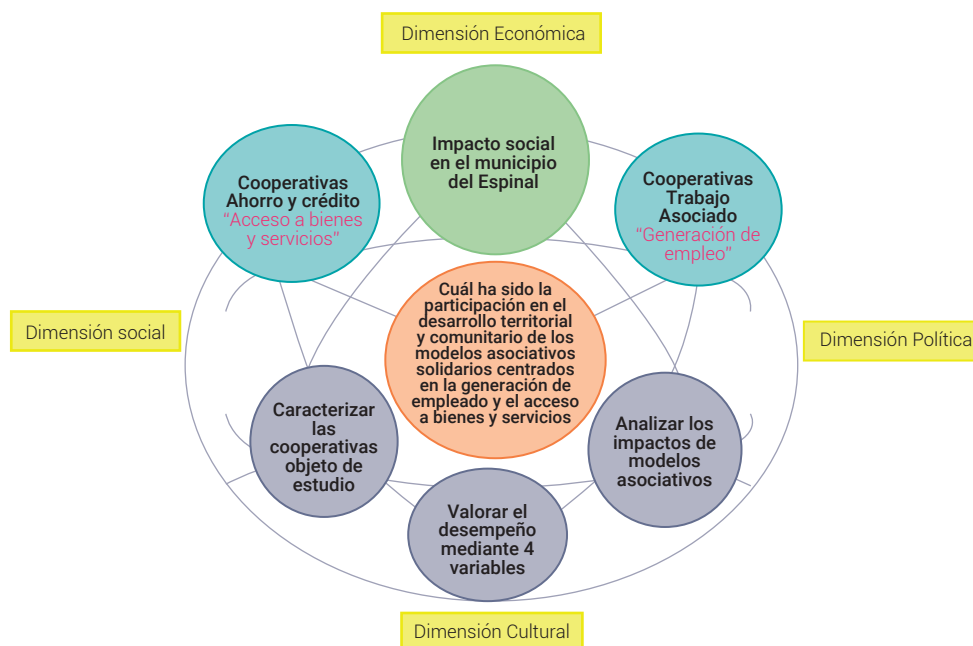 Dimensión Económica
Impacto social
en el municipio
del Espinal
Cooperativas
Ahorro y crédito
"Acceso a bienes
y servicios"
Cooperativas
Trabajo
Asociado
"Generación de
empleo"
Dimensión social
Cuál ha sido la
participación en el
desarrollo territorial
y comunitario de los
modelos asociativos
solidarios centrados
en la generación de
empleado y el acceso
a bienes y servicios
Dimensión Política
Caracterizar
las
cooperativas
objeto de
estudio
Analizar los
impactos de
modelos
asociativos
Valorar el
desempeño
mediante 4
variables
Dimensión Cultural